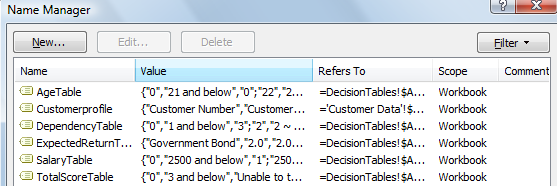 Name Manager
New... Edit... Delete Filter
Name Value Refers To Scope Comment
AgeTable {"0","21 and below","0";"22","2... =DecisionTables!$A... Workbook
Customerprofile {"Customer Number","Customer... ='Customer Data'!$... Workbook
DependencyTable {"0","1 and below","3";"2","2 ~ ... =DecisionTables!$A... Workbook
ExpectedReturnT... {"Government Bond","2.0","2.0... =DecisionTables!$A... Workbook
SalaryTable {"0","2500 and below","1";"250... =DecisionTables!$A... Workbook
TotalScoreTable {"0","3 and below","Unable to t... =DecisionTables!$A... Workbook